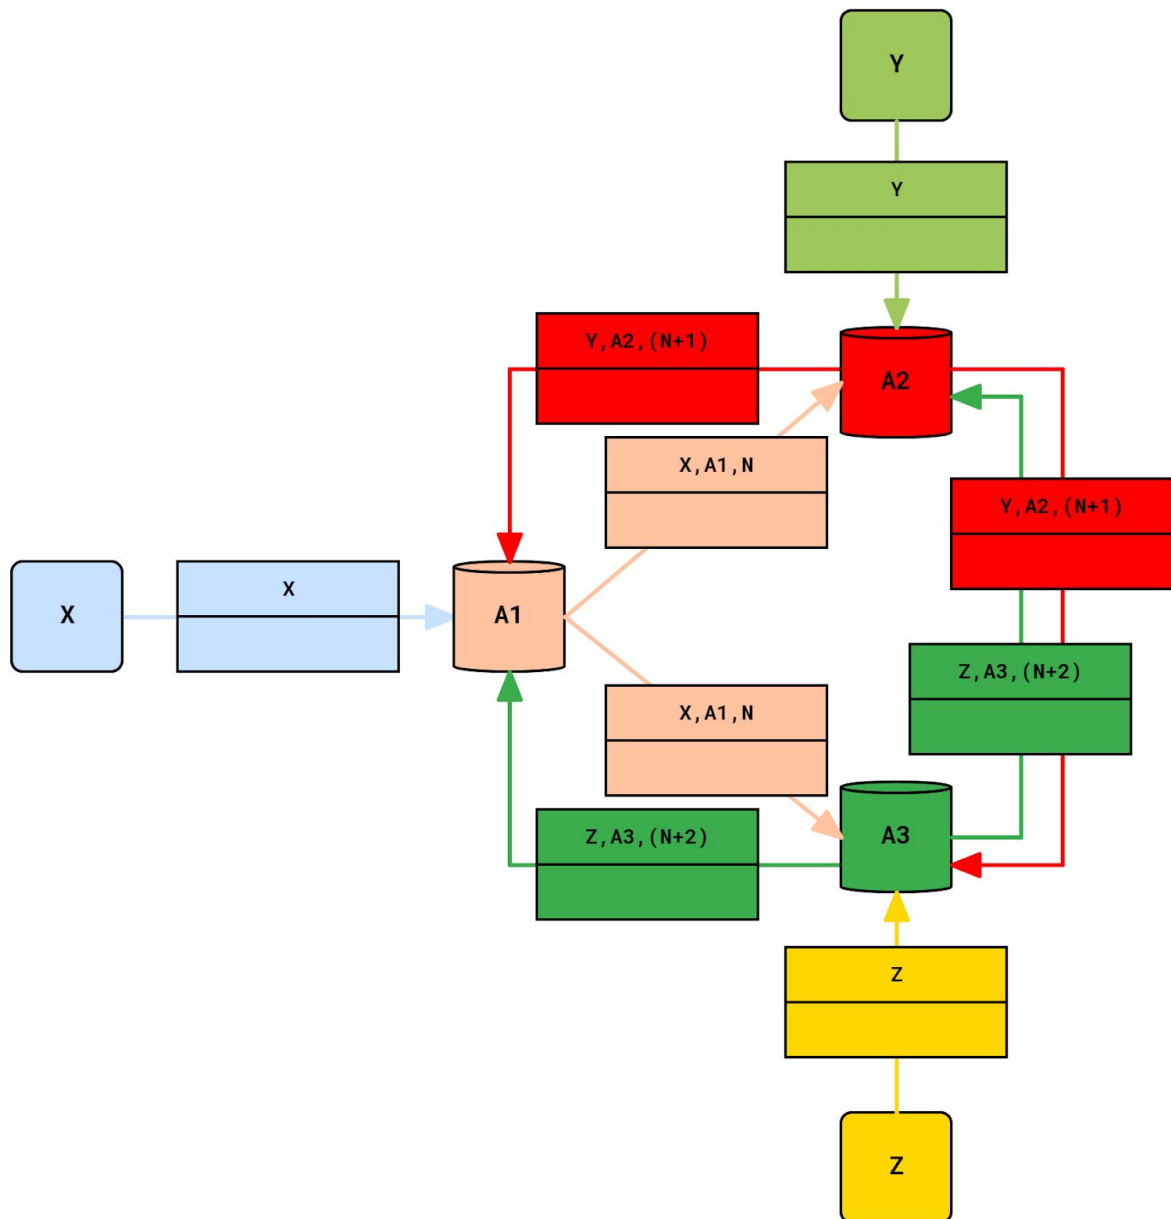 Y
Y
Y,A2,(N+1)
A2
X,A1,N
Y,A2,(N+1)
X
X
A1
Z,A3,(N+2)
X,A1,N
Z,A3,(N+2)
A3
Z
Z